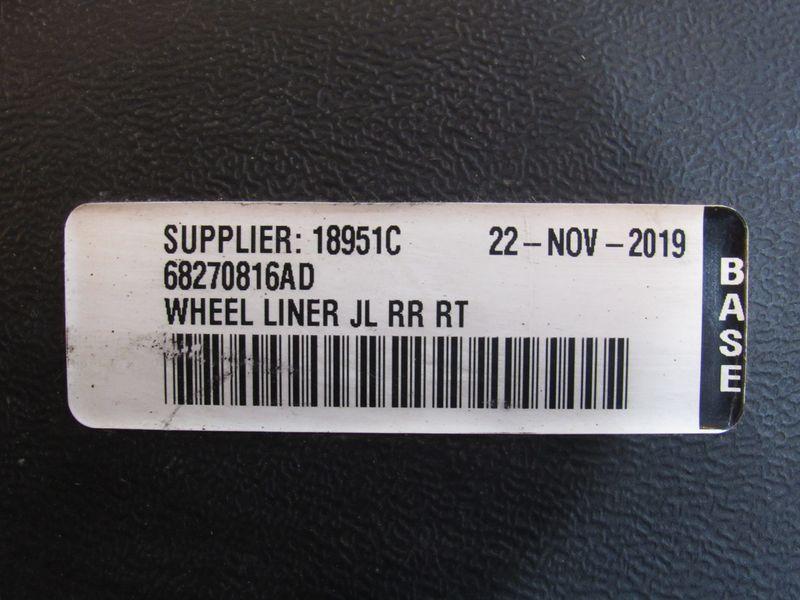 SUPPLIER: 18951C 22-NOV-2019
68270816AD
WHEEL LINER JL RR RT
BASE